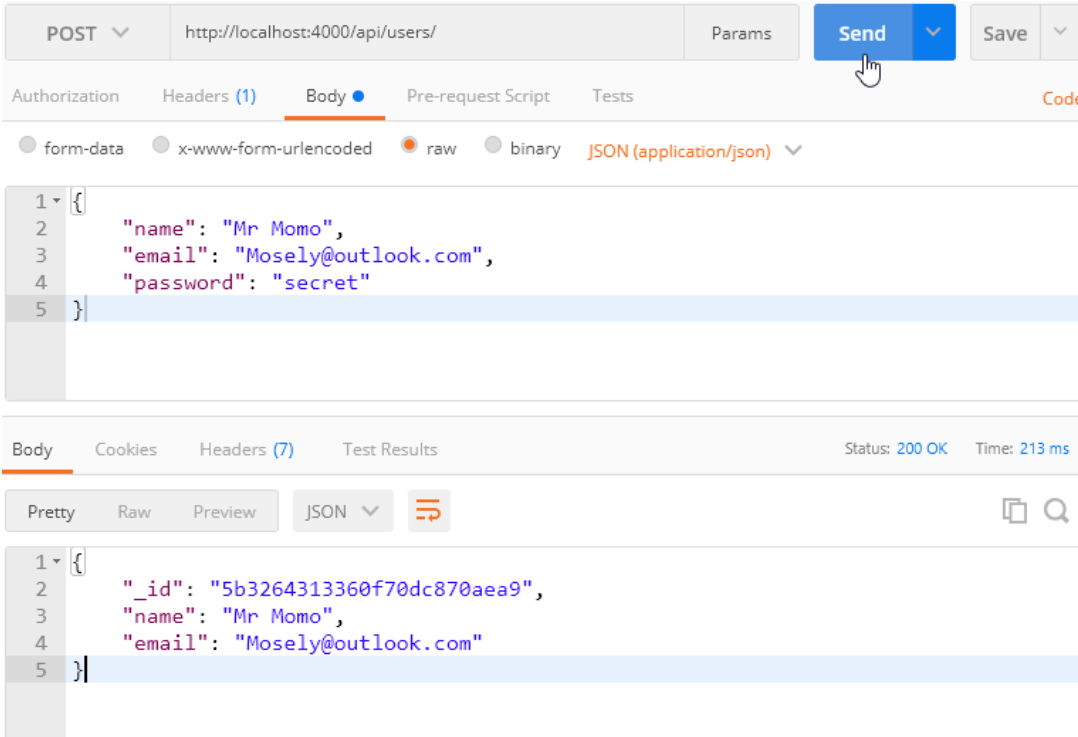 POST http://localhost:4000/api/users/ Params Send Save
Authorization Headers (1) Body Pre-request Script Tests
form-data x-www-form-urlencoded raw binary JSON (application/json)
1 {
2 "name": "Mr Momo",
3 "email": "Mosely@outlook.com",
4 "password": "secret"
5 }
Body Cookies Headers (7) Test Results Status: 200 OK Time: 213 ms
Pretty Raw Preview JSON
1 {
2 "_id": "5b3264313360f70dc870aea9",
3 "name": "Mr Momo",
4 "email": "Mosely@outlook.com"
5 }